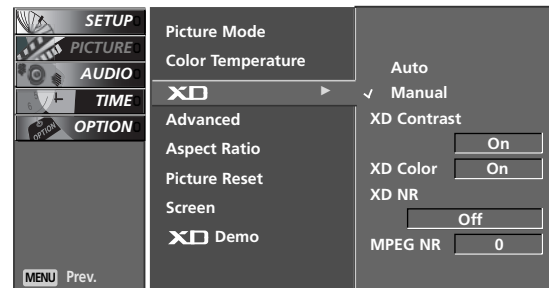 SETUP
PICTURE
AUDIO
TIME
OPTION
OPTION
MENU Prev.
Picture Mode
Color Temperature
XD ►
Advanced
Aspect Ratio
Picture Reset
Screen
XD Demo
Auto
✓ Manual
XD Contrast
On
XD Color On
XD NR
Off
MPEG NR 0